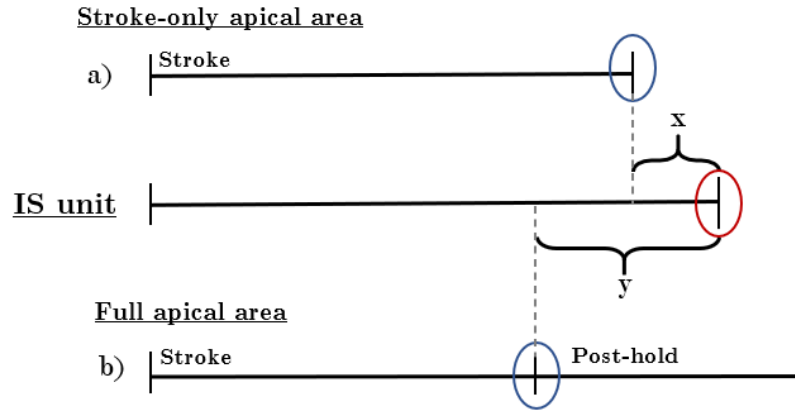 Stroke-only apical area
a) Stroke
x
IS unit
y
Full apical area
b) Stroke Post-hold